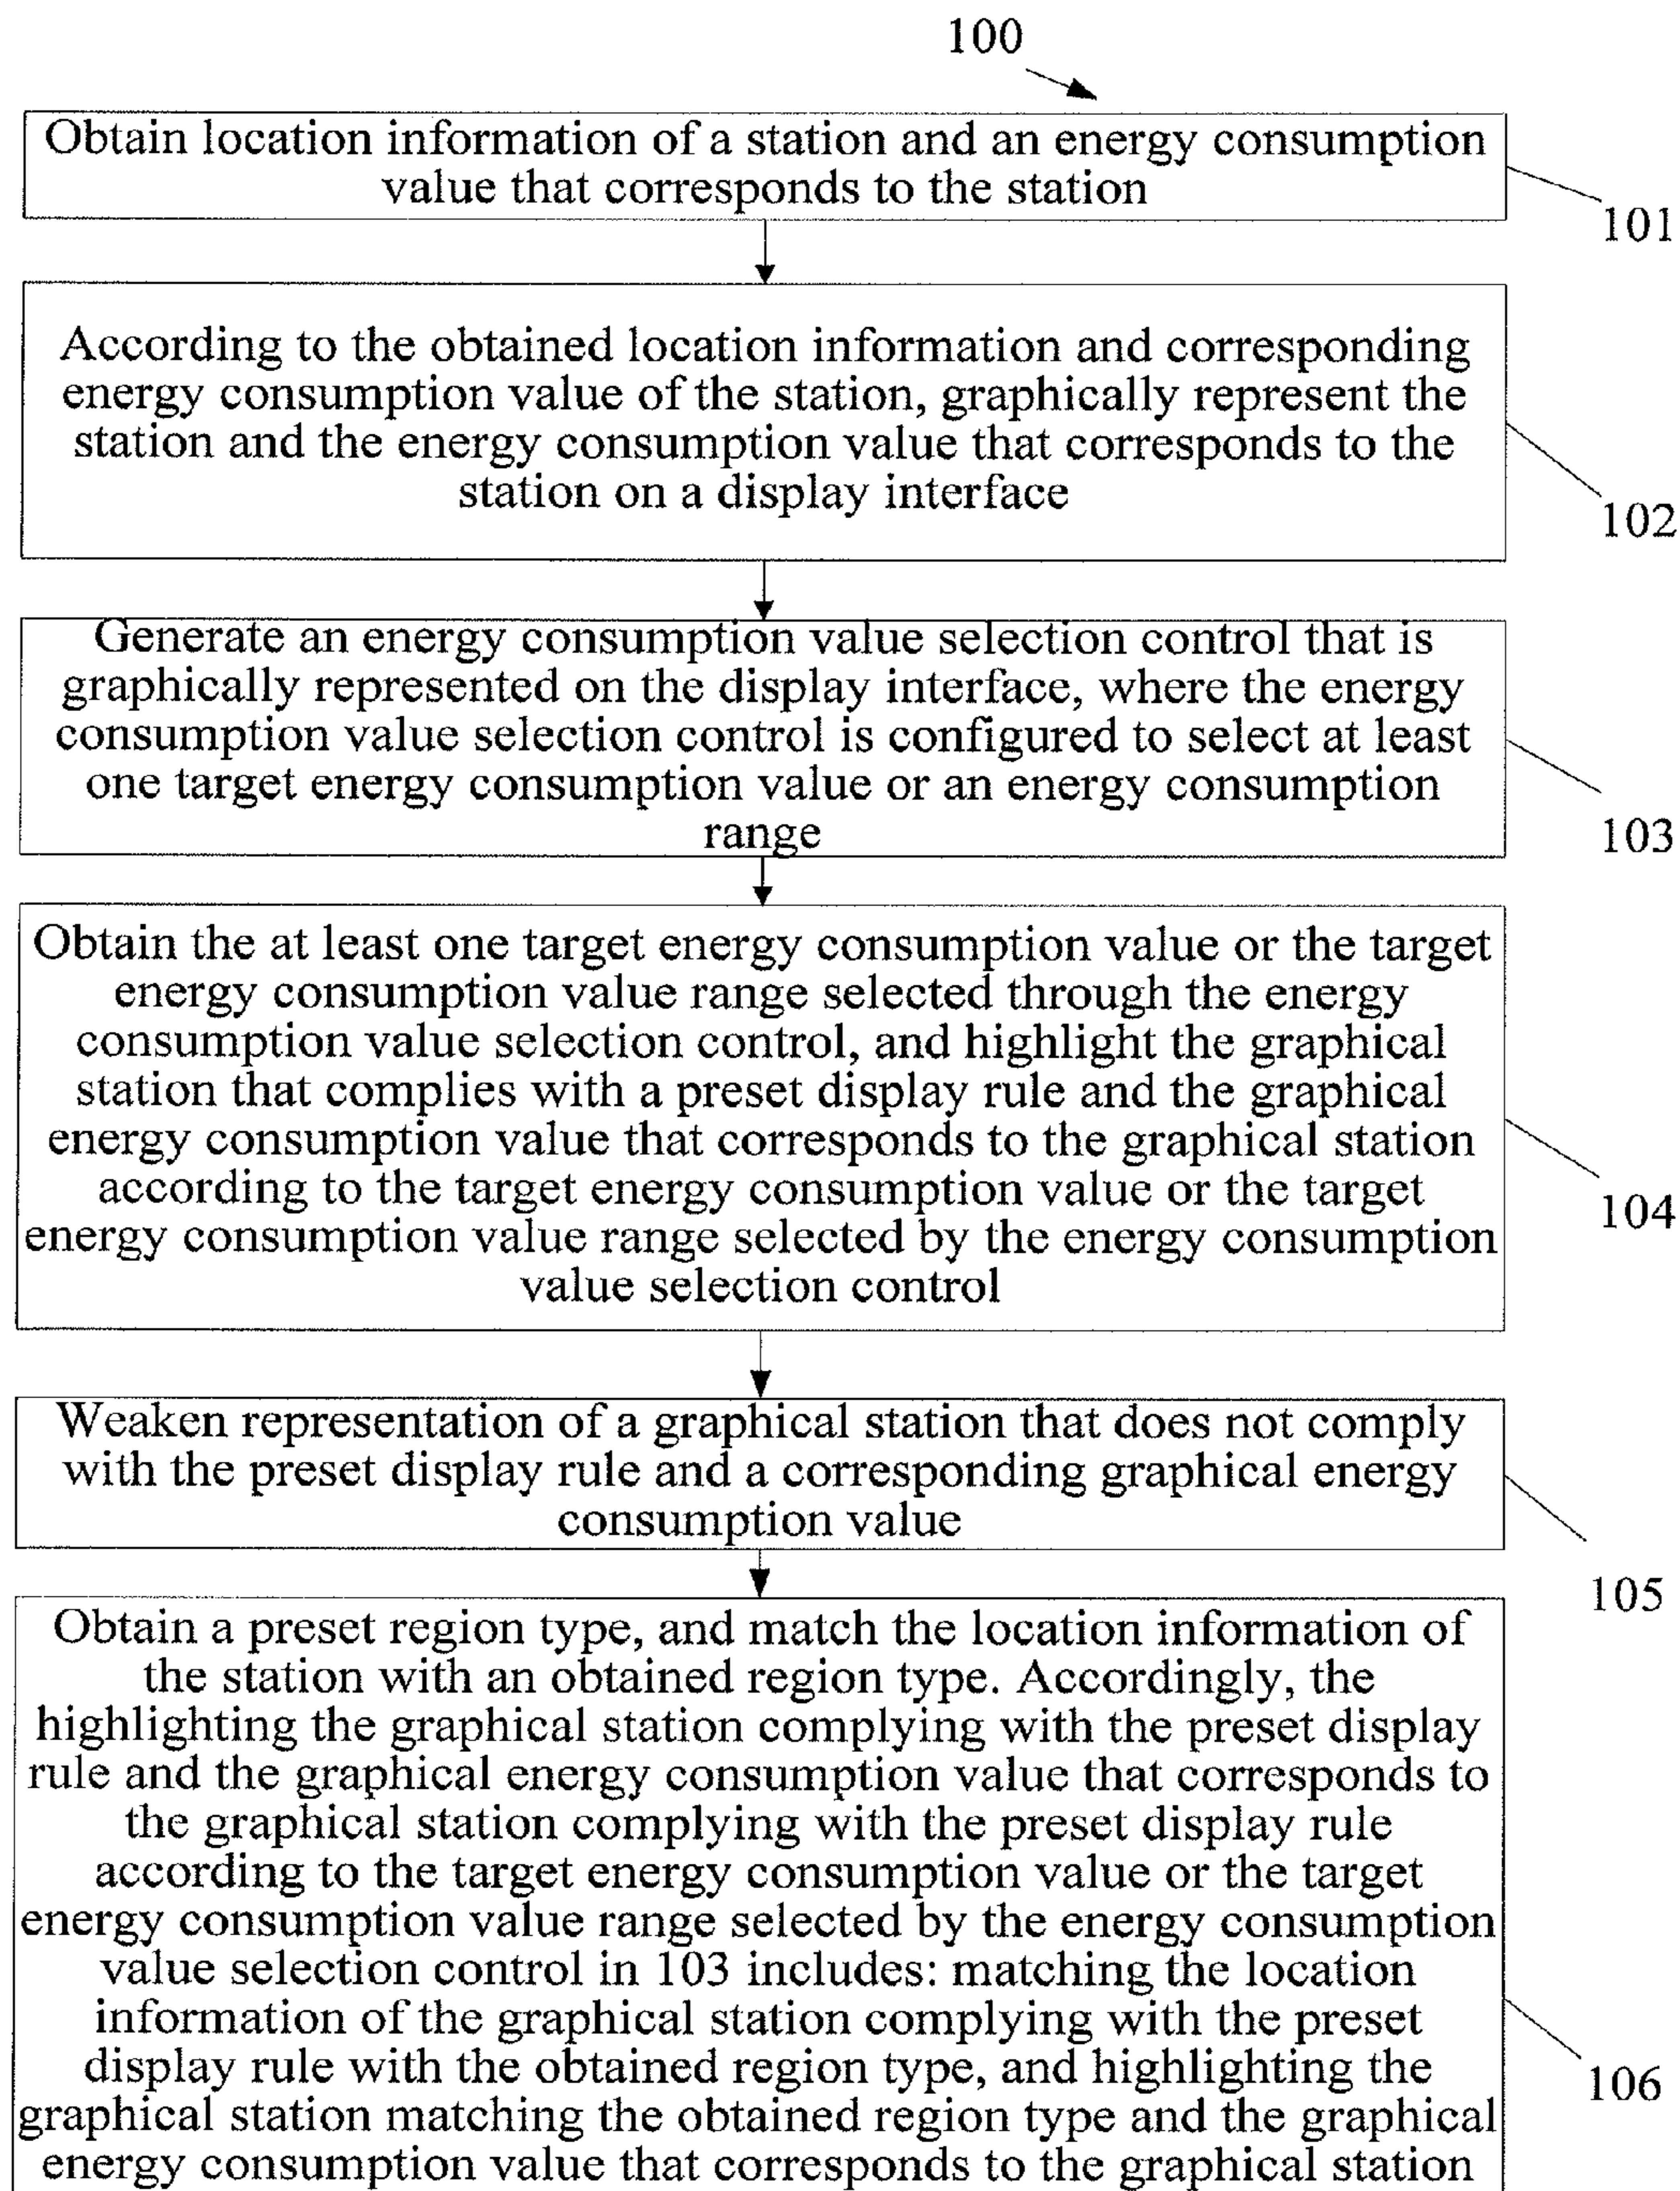 100
Obtain location information of a station and an energy consumption
value that corresponds to the station
101
According to the obtained location information and corresponding
energy consumption value of the station, graphically represent the
station and the energy consumption value that corresponds to the
station on a display interface
102
Generate an energy consumption value selection control that is
graphically represented on the display interface, where the energy
consumption value selection control is configured to select at least
one target energy consumption value or an energy consumption
range
103
Obtain the at least one target energy consumption value or the target
energy consumption value range selected through the energy
consumption value selection control, and highlight the graphical
station that complies with a preset display rule and the graphical
energy consumption value that corresponds to the graphical station
according to the target energy consumption value or the target
energy consumption value range selected by the energy consumption
value selection control
104
Weaken representation of a graphical station that does not comply
with the preset display rule and a corresponding graphical energy
consumption value
105
Obtain a preset region type, and match the location information of
the station with an obtained region type. Accordingly, the
highlighting the graphical station complying with the preset display
rule and the graphical energy consumption value that corresponds to
the graphical station complying with the preset display rule
according to the target energy consumption value or the target
energy consumption value range selected by the energy consumption
value selection control in 103 includes: matching the location
information of the graphical station complying with the preset
display rule with the obtained region type, and highlighting the
graphical station matching the obtained region type and the graphical
energy consumption value that corresponds to the graphical station
106